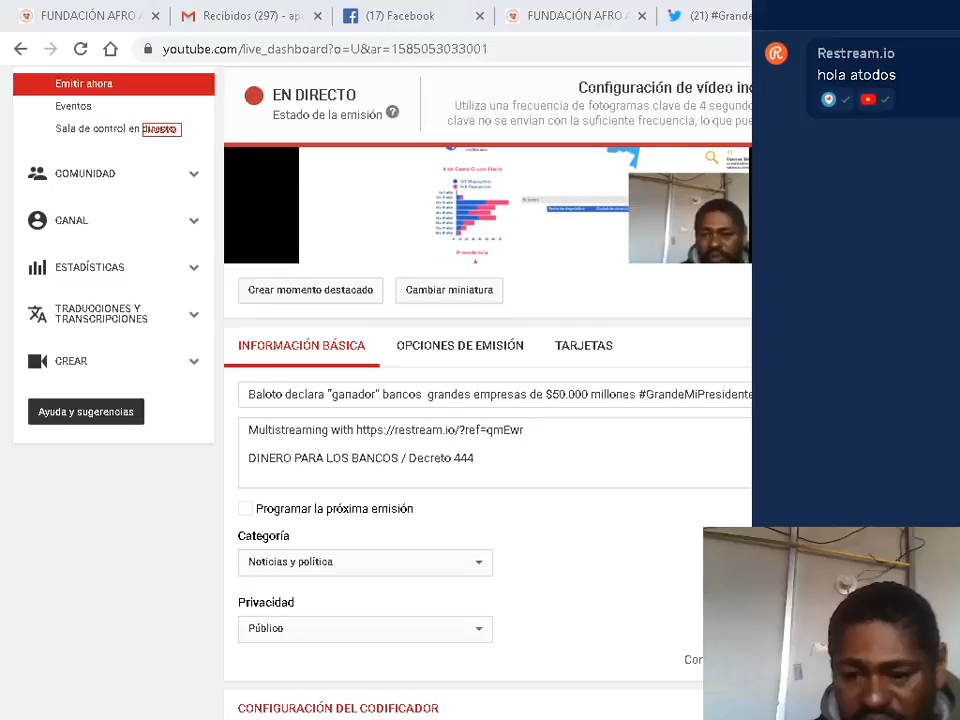 FUNDACIÓN AFRO A
Recibidos (297) - ap
(17) Facebook
FUNDACIÓN AFRO A
(21) #Grande
youtube.com/live_dashboard?o=U&ar=1585053033001
Restream.io
hola atodos
Emitir ahora
Eventos
Sala de control en directo
COMUNIDAD
CANAL
ESTADÍSTICAS
TRADUCCIONES Y
TRANSCRIPCIONES
CREAR
Ayuda y sugerencias
EN DIRECTO
Estado de la emisión
Configuración de vídeo in
Utiliza una frecuencia de fotogramas clave de 4 segundo
clave no se envían con la suficiente frecuencia, lo que pue
Crear momento destacado
Cambiar miniatura
INFORMACIÓN BÁSICA
OPCIONES DE EMISIÓN
TARJETAS
Baloto declara "ganador" bancos grandes empresas de $50.000 millones #GrandeMiPresidente
Multistreaming with https://restream.io/?ref=qmEwr
DINERO PARA LOS BANCOS / Decreto 444
Programar la próxima emisión
Categoría
Noticias y política
Privacidad
Público
Cor
CONFIGURACIÓN DEL CODIFICADOR